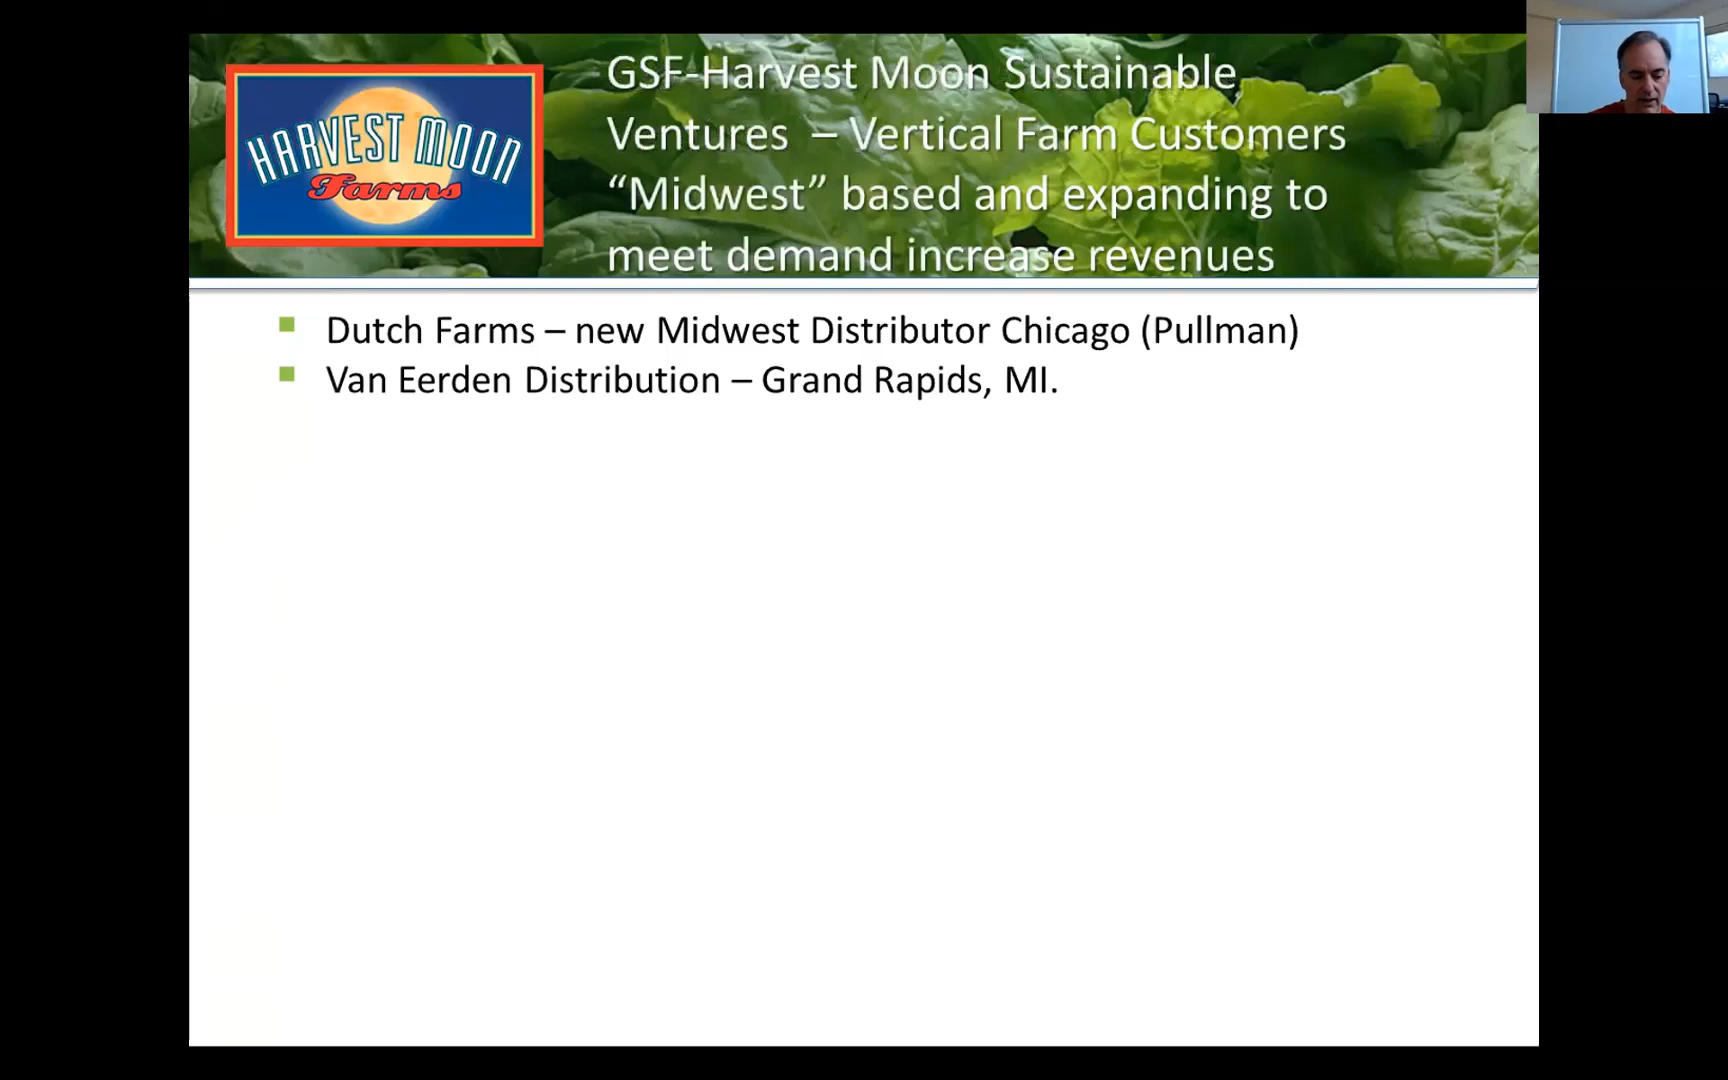 HARVEST MOON
Farms
GSF-Harvest Moon Sustainable
Ventures – Vertical Farm Customers
“Midwest” based and expanding to
meet demand increase revenues
Dutch Farms – new Midwest Distributor Chicago (Pullman)
Van Eerden Distribution – Grand Rapids, MI.